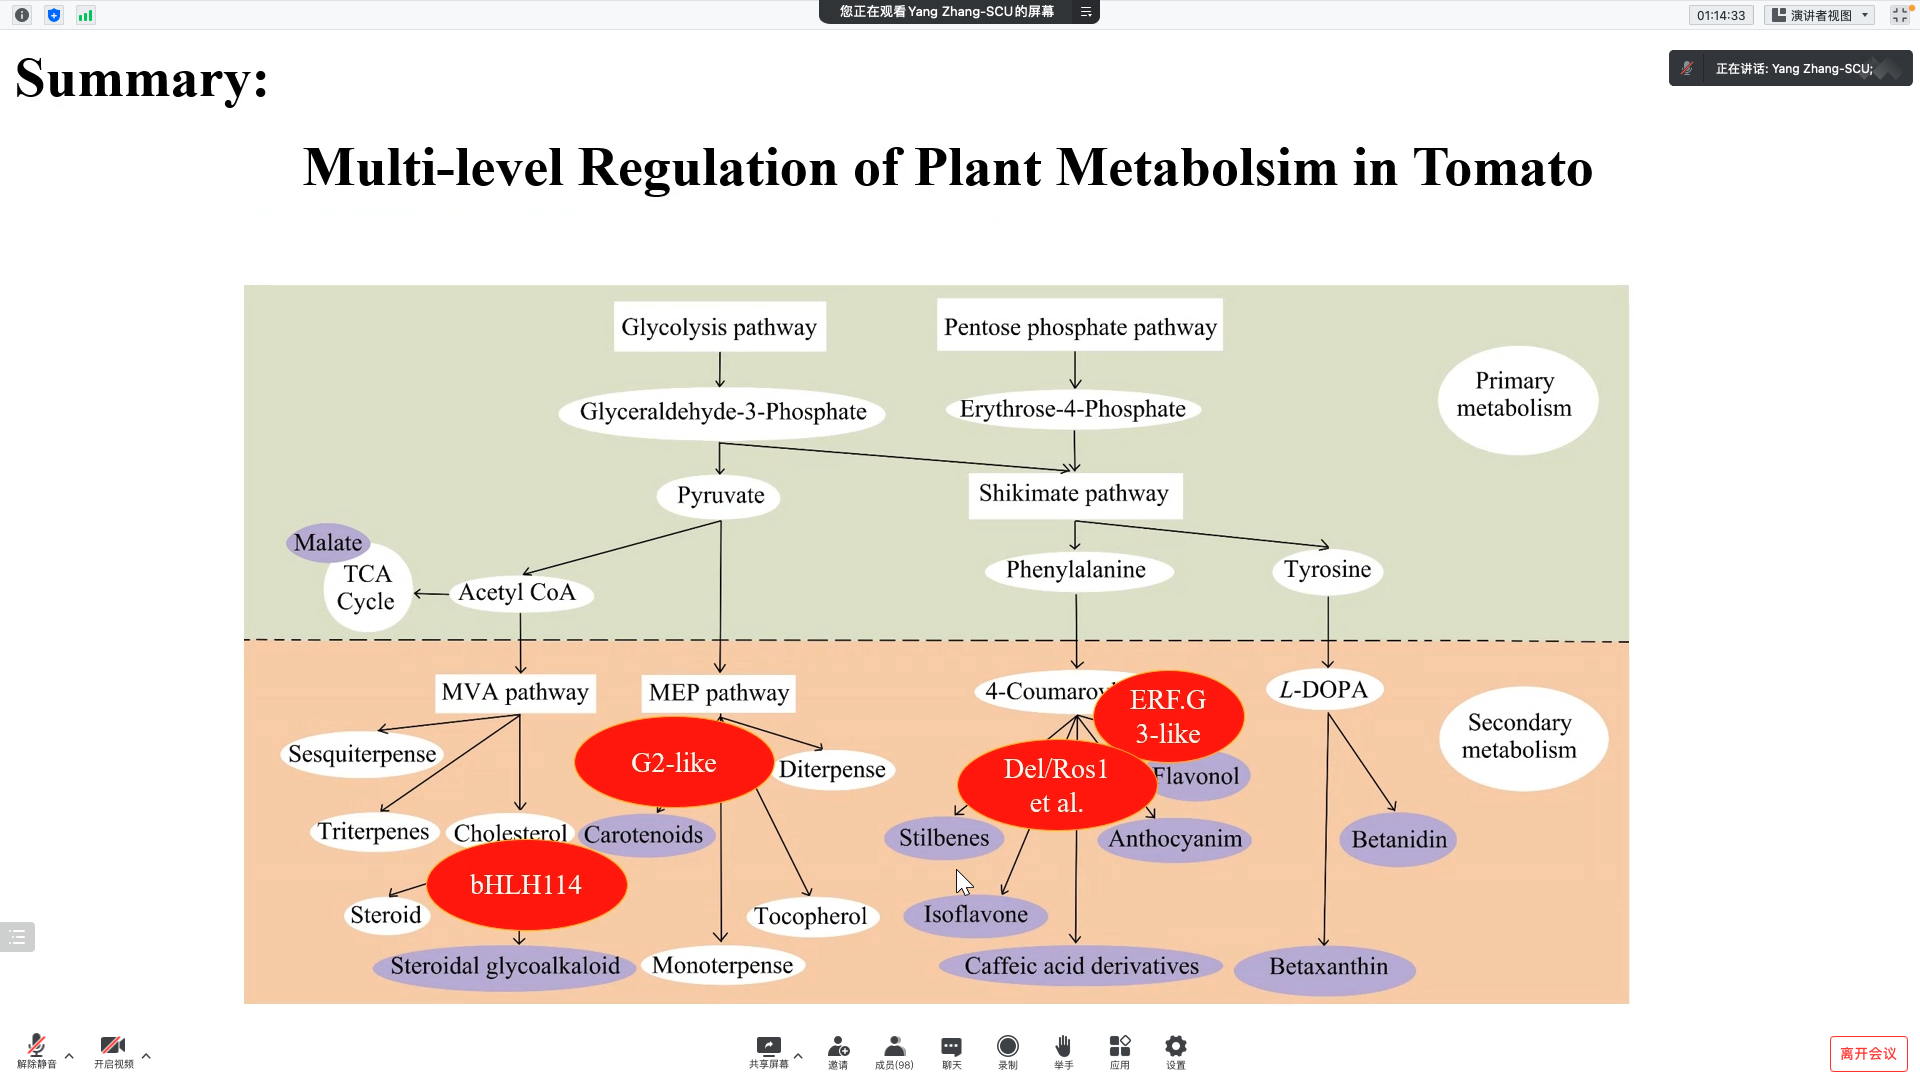 您正在观看Yang Zhang-SCU的屏幕
01:14:33
演讲者视图
正在讲话: Yang Zhang-SCU;
Summary:
Multi-level Regulation of Plant Metabolsim in Tomato
Glycolysis pathway
Pentose phosphate pathway
Primary
metabolism
Glyceraldehyde-3-Phosphate
Erythrose-4-Phosphate
Pyruvate
Shikimate pathway
Malate
TCA
Cycle
Acetyl CoA
Phenylalanine
Tyrosine
MVA pathway
MEP pathway
4-Coumaroy
ERF.G
3-like
L-DOPA
Secondary
metabolism
Sesquiterpense
G2-like
Diterpense
Del/Ros1
et al.
Flavonol
Triterpenes
Cholesterol
Carotenoids
Stilbenes
Anthocyanim
Betanidin
bHLH114
Steroid
Tocopherol
Isoflavone
Steroidal glycoalkaloid
Monoterpense
Caffeic acid derivatives
Betaxanthin
解除静音
开启视频
共享屏幕
邀请
成员(98)
聊天
录制
举手
应用
设置
离开会议